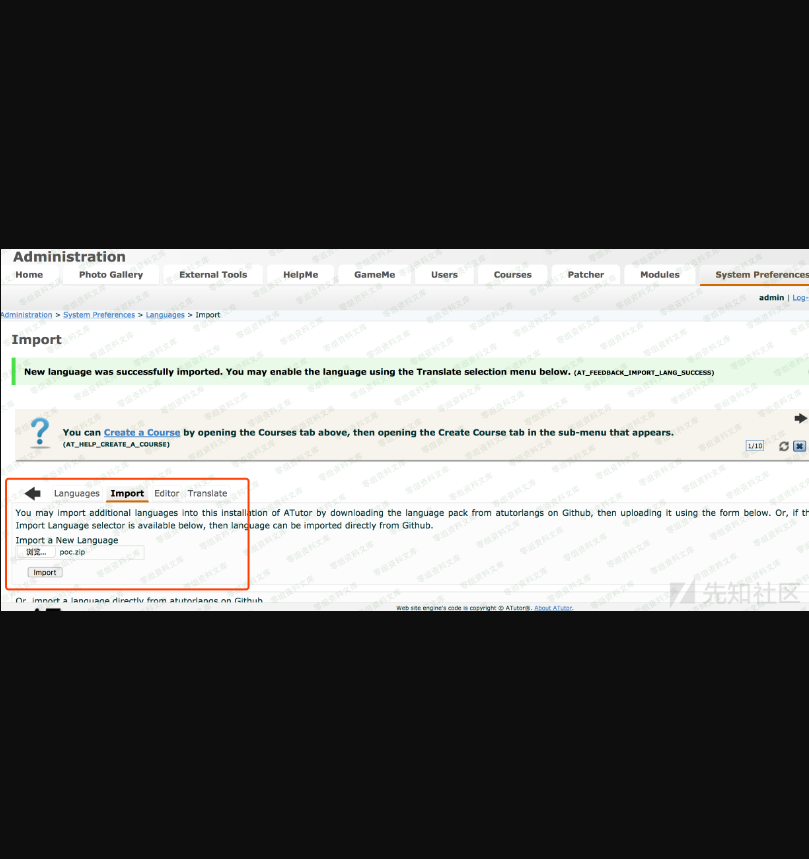 Administration
Home Photo Gallery External Tools HelpMe GameMe Users Courses Patcher Modules System Preferences
admin | Log-
Administration > System Preferences > Languages > Import
Import
New language was successfully imported. You may enable the language using the Translate selection menu below. (AT_FEEDBACK_IMPORT_LANG_SUCCESS)
You can Create a Course by opening the Courses tab above, then opening the Create Course tab in the sub-menu that appears.
(AT_HELP_CREATE_A_COURSE)
1/10
Languages Import Editor Translate
You may import additional languages into this installation of ATutor by downloading the language pack from atutorlangs on Github, then uploading it using the form below. Or, if th
Import Language selector is available below, then language can be imported directly from Github.
Import a New Language
浏览... poc.zip
Import
Or, import a language directly from atutorlangs on Github
Web site engine's code is copyright © ATutor®. About ATutor.
先知社区